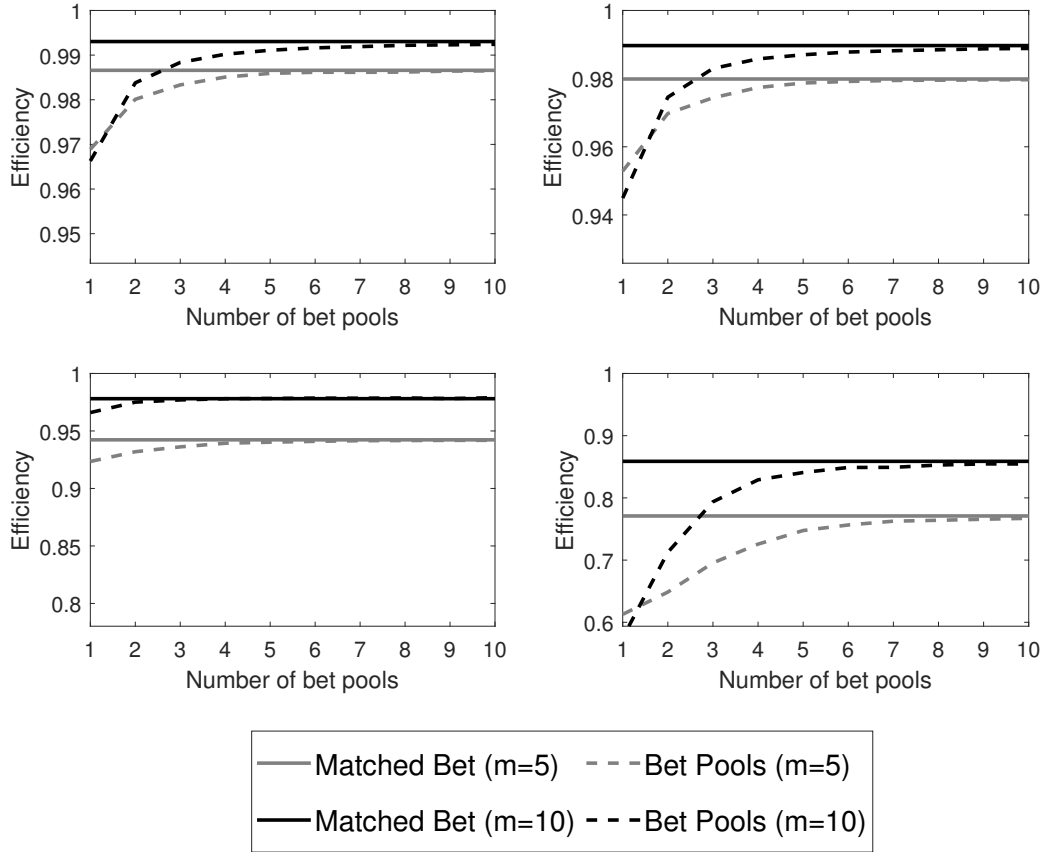 1
0.99
0.98
0.97
0.96
0.95
Efficiency
1 2 3 4 5 6 7 8 9 10
Number of bet pools
1
0.98
0.96
0.94
Efficiency
1 2 3 4 5 6 7 8 9 10
Number of bet pools
1
0.95
0.9
0.85
0.8
Efficiency
1 2 3 4 5 6 7 8 9 10
Number of bet pools
1
0.9
0.8
0.7
0.6
Efficiency
1 2 3 4 5 6 7 8 9 10
Number of bet pools
Matched Bet (m=5) Bet Pools (m=5)
Matched Bet (m=10) Bet Pools (m=10)